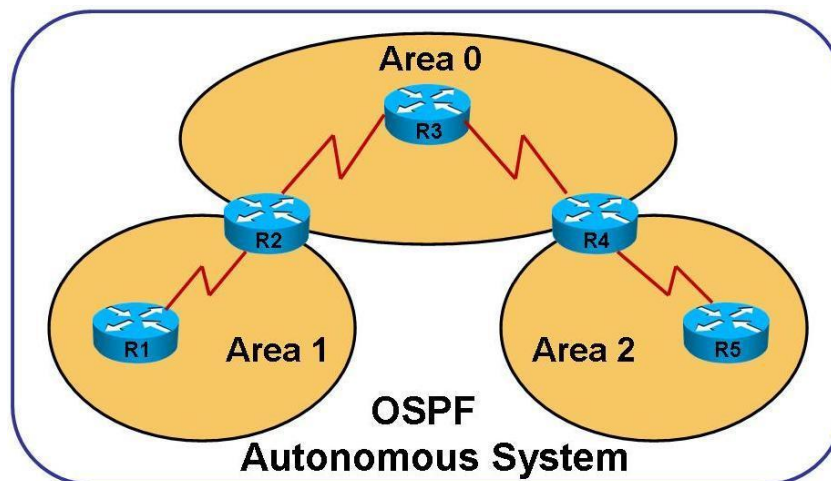 Area 0
R3
R2
R4
R1
Area 1
Area 2
R5
OSPF
Autonomous System